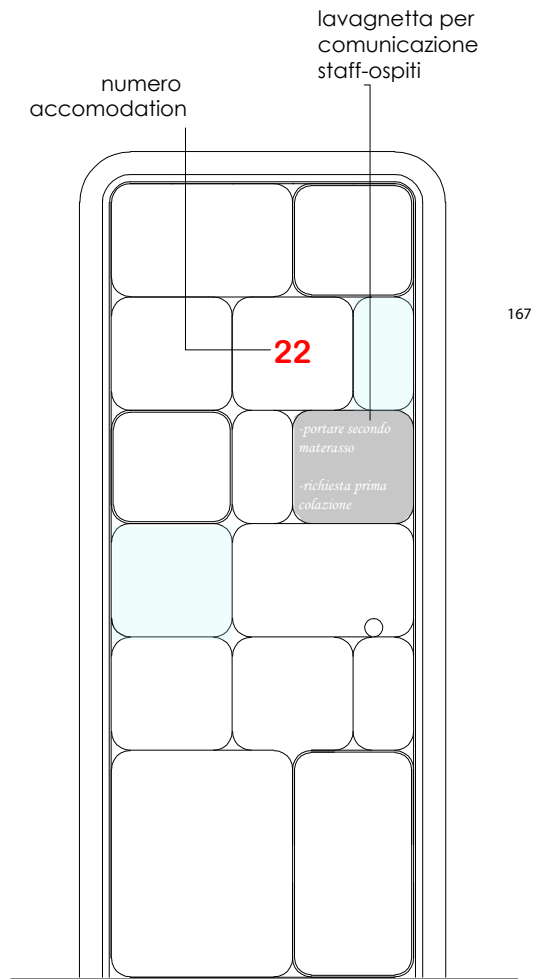 lavagnetta per
comunicazione
staff-ospiti
numero
accomodation
167
22
-portare secondo
materasso
-richiesta prima
colazione